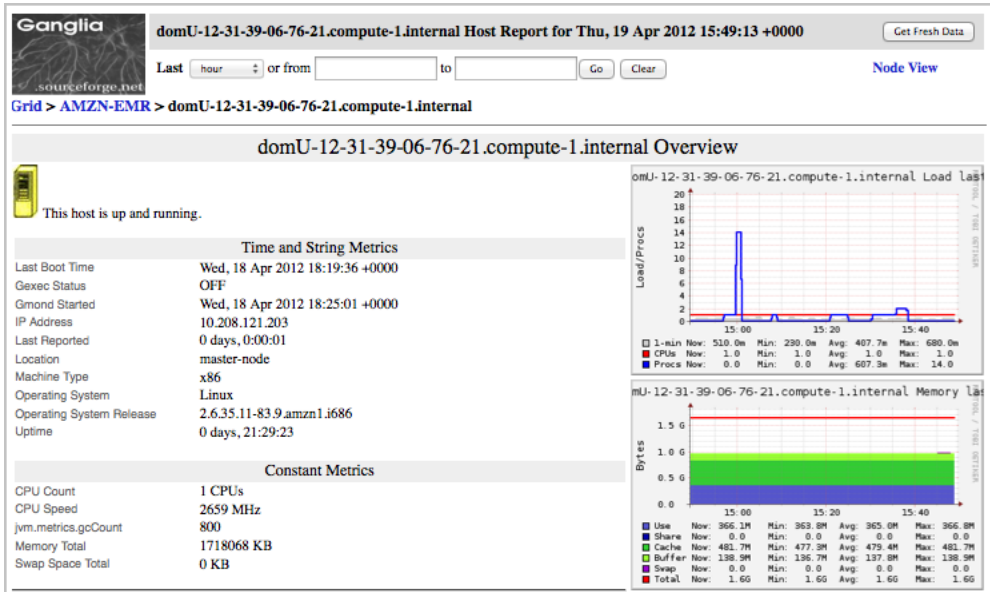 Ganglia
.sourceforge.net
domU-12-31-39-06-76-21.compute-1.internal Host Report for Thu, 19 Apr 2012 15:49:13 +0000
Get Fresh Data
Last hour or from to Go Clear
Node View
Grid > AMZN-EMR > domU-12-31-39-06-76-21.compute-1.internal
domU-12-31-39-06-76-21.compute-1.internal Overview
This host is up and running.
Time and String Metrics
Last Boot Time Wed, 18 Apr 2012 18:19:36 +0000
Gexec Status OFF
Gmond Started Wed, 18 Apr 2012 18:25:01 +0000
IP Address 10.208.121.203
Last Reported 0 days, 0:00:01
Location master-node
Machine Type x86
Operating System Linux
Operating System Release 2.6.35.11-83.9.amzn1.i686
Uptime 0 days, 21:29:23
Constant Metrics
CPU Count 1 CPUs
CPU Speed 2659 MHz
jvm.metrics.gcCount 800
Memory Total 1718068 KB
Swap Space Total 0 KB
omU-12-31-39-06-76-21.compute-1.internal Load last
RRDTOOL / TOBI OETIKER
Load/Procs
20
18
16
14
12
10
8
6
4
2
0
15:00 15:20 15:40
1-min Now: 510.0m Min: 230.0m Avg: 407.7m Max: 680.0m
CPUs Now: 1.0 Min: 1.0 Avg: 1.0 Max: 1.0
Procs Now: 0.0 Min: 0.0 Avg: 607.3m Max: 14.0
mU-12-31-39-06-76-21.compute-1.internal Memory las
RRDTOOL / TOBI OETIKER
Bytes
1.5 G
1.0 G
0.5 G
0.0
15:00 15:20 15:40
Use Now: 366.1M Min: 363.8M Avg: 365.0M Max: 366.8M
Share Now: 0.0 Min: 0.0 Avg: 0.0 Max: 0.0
Cache Now: 481.7M Min: 477.3M Avg: 479.4M Max: 481.7M
Buffer Now: 138.9M Min: 136.7M Avg: 137.8M Max: 138.9M
Swap Now: 0.0 Min: 0.0 Avg: 0.0 Max: 0.0
Total Now: 1.6G Min: 1.6G Avg: 1.6G Max: 1.6G